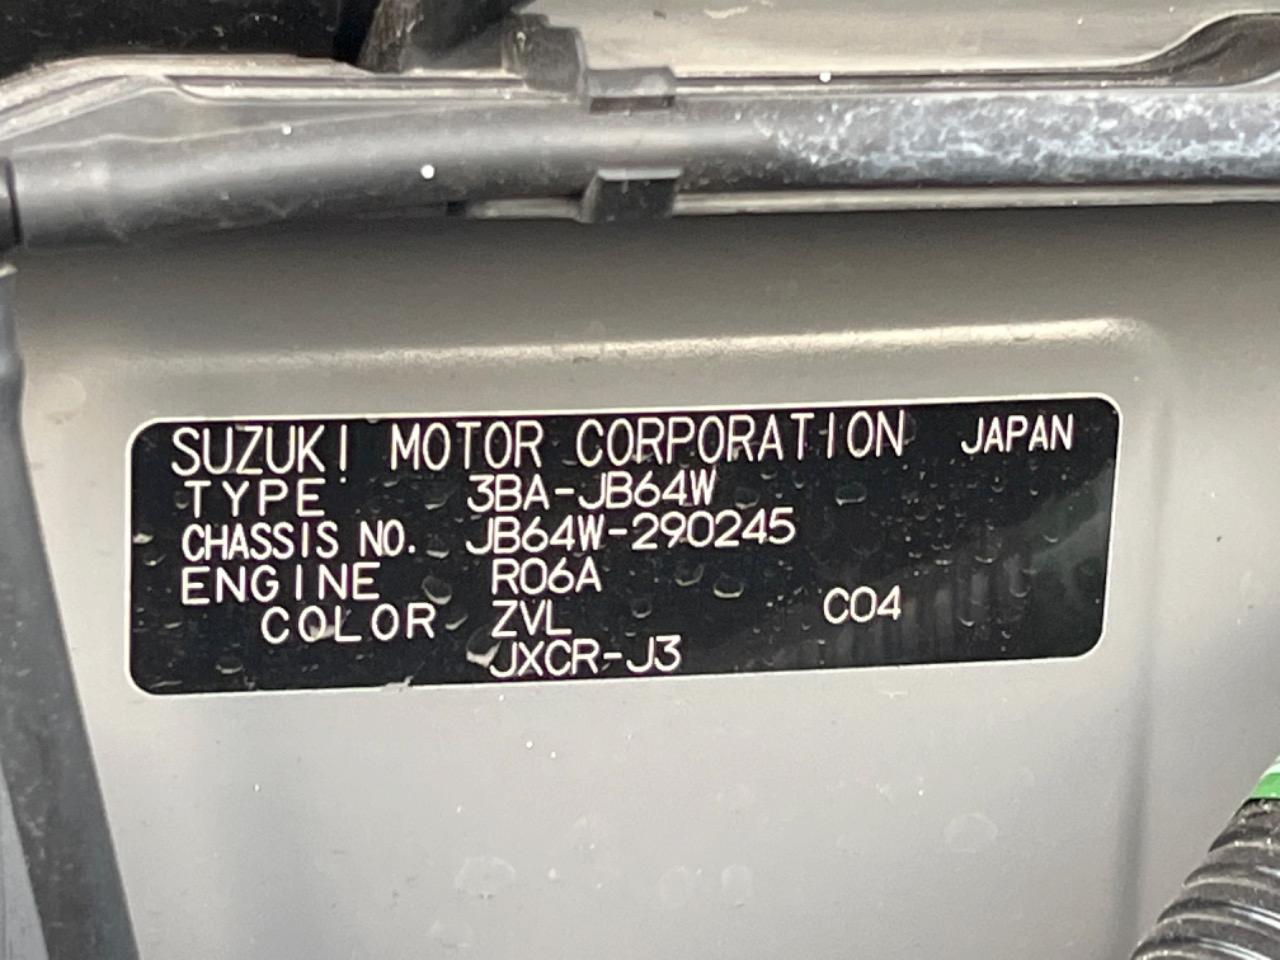 SUZUKI MOTOR CORPORATION JAPAN
TYPE 3BA-JB64W
CHASSIS NO. JB64W-290245
ENGINE R06A
COLOR ZVL C04
JXCR-J3